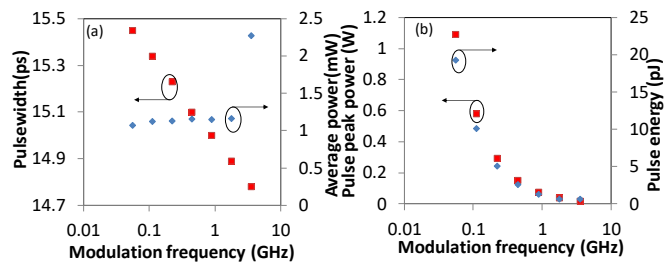 (a)
Pulsewidth(ps)
15.5
15.3
15.1
14.9
14.7
2.5
2
1.5
1
0.5
0
Average power(mW)
0.01 0.1 1 10
Modulation frequency (GHz)
(b)
Pulse peak power (W)
1.2
1
0.8
0.6
0.4
0.2
0
25
20
15
10
5
0
Pulse energy (pJ)
0.01 0.1 1 10
Modulation frequency (GHz)